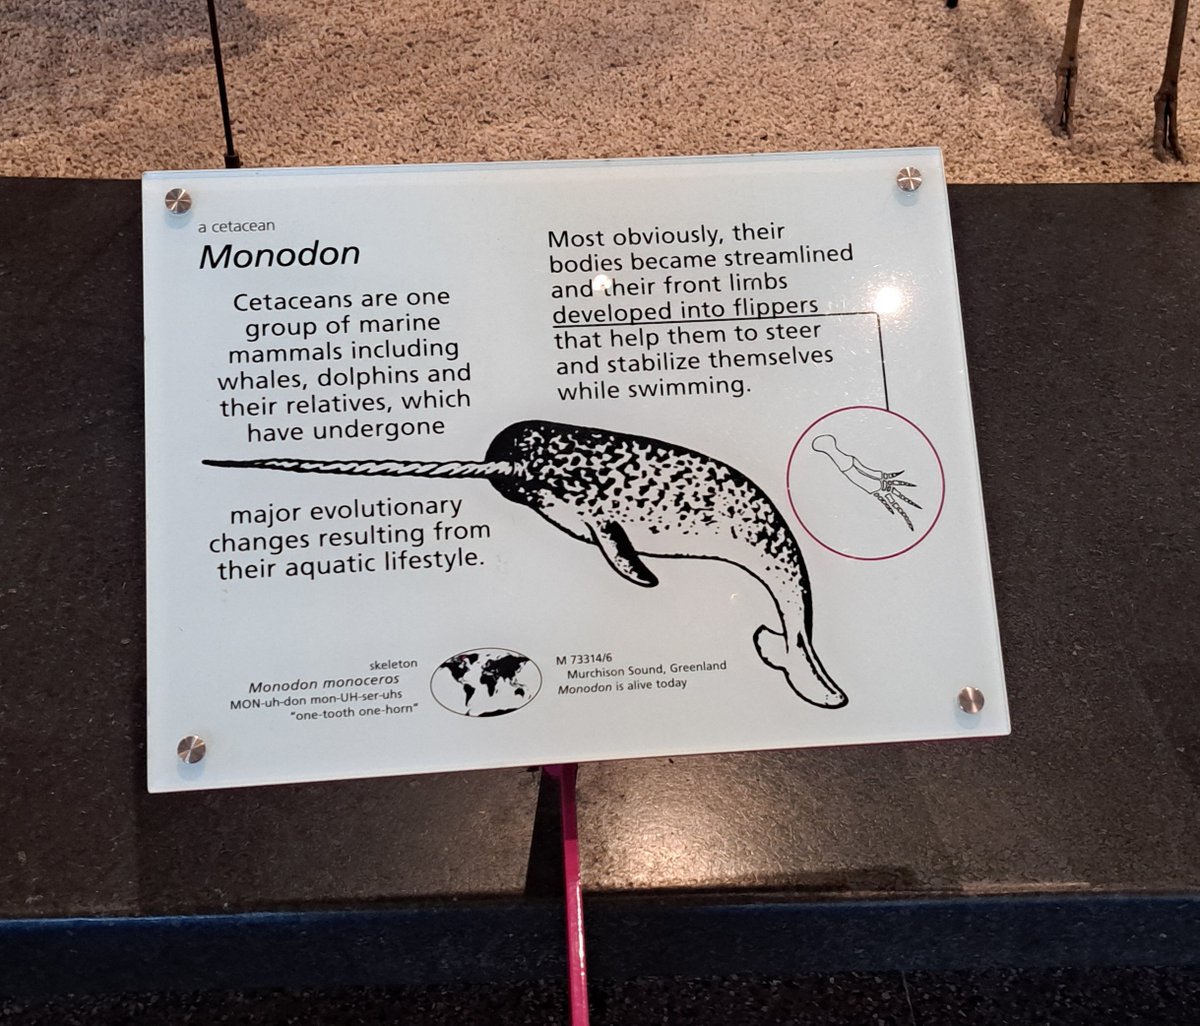 a cetacean
Monodon
Cetaceans are one
group of marine
mammals including
whales, dolphins and
their relatives, which
have undergone
major evolutionary
changes resulting from
their aquatic lifestyle.
Most obviously, their
bodies became streamlined
and their front limbs
developed into flippers
that help them to steer
and stabilize themselves
while swimming.
skeleton
Monodon monoceros
MON-uh-don mon-UH-ser-uhs
"one-tooth one-horn"
M 73314/6
Murchison Sound, Greenland
Monodon is alive today